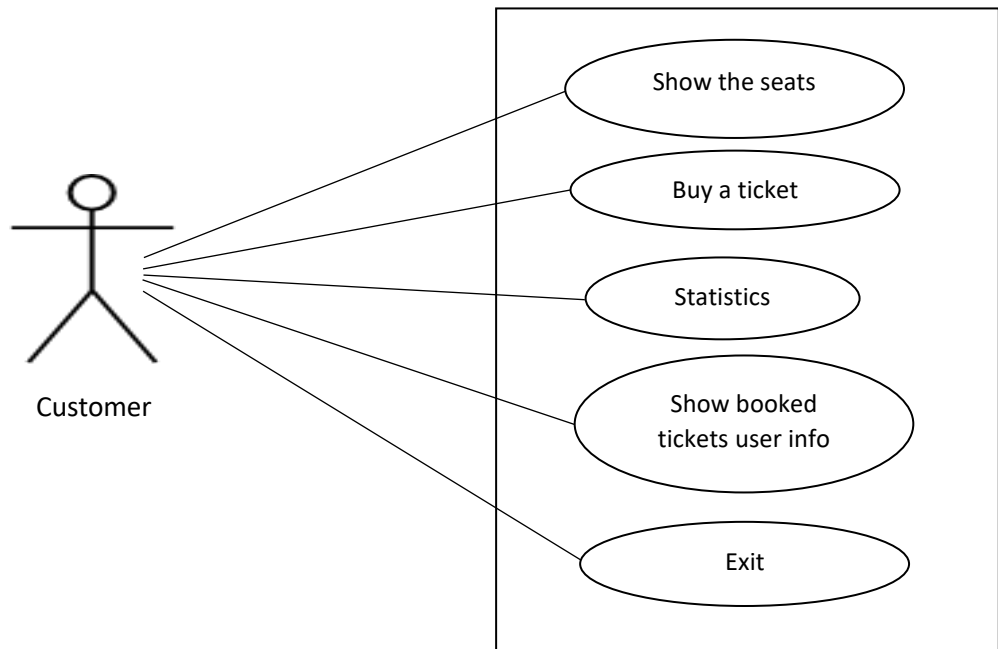 Show the seats
Buy a ticket
Statistics
Customer
Show booked
tickets user info
Exit